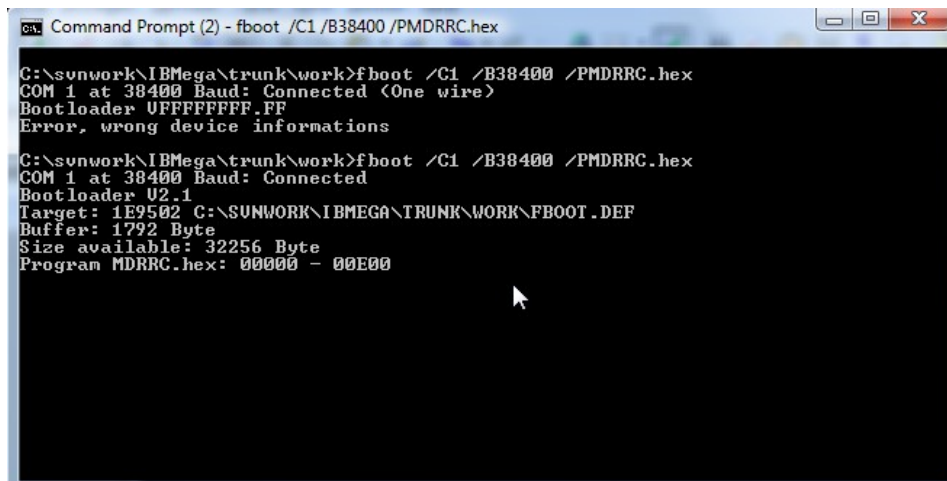 Command Prompt (2) - fboot /C1 /B38400 /PMDRRC.hex
C:\svnwork\IBMega\trunk\work>fboot /C1 /B38400 /PMDRRC.hex
COM 1 at 38400 Baud: Connected (One wire)
Bootloader VFFFFFFFF.FF
Error, wrong device informations
C:\svnwork\IBMega\trunk\work>fboot /C1 /B38400 /PMDRRC.hex
COM 1 at 38400 Baud: Connected
Bootloader V2.1
Target: 1E9502 C:\SVNWORK\IBMEGA\TRUNK\WORK\FBOOT.DEF
Buffer: 1792 Byte
Size available: 32256 Byte
Program MDRRC.hex: 00000 - 00E00